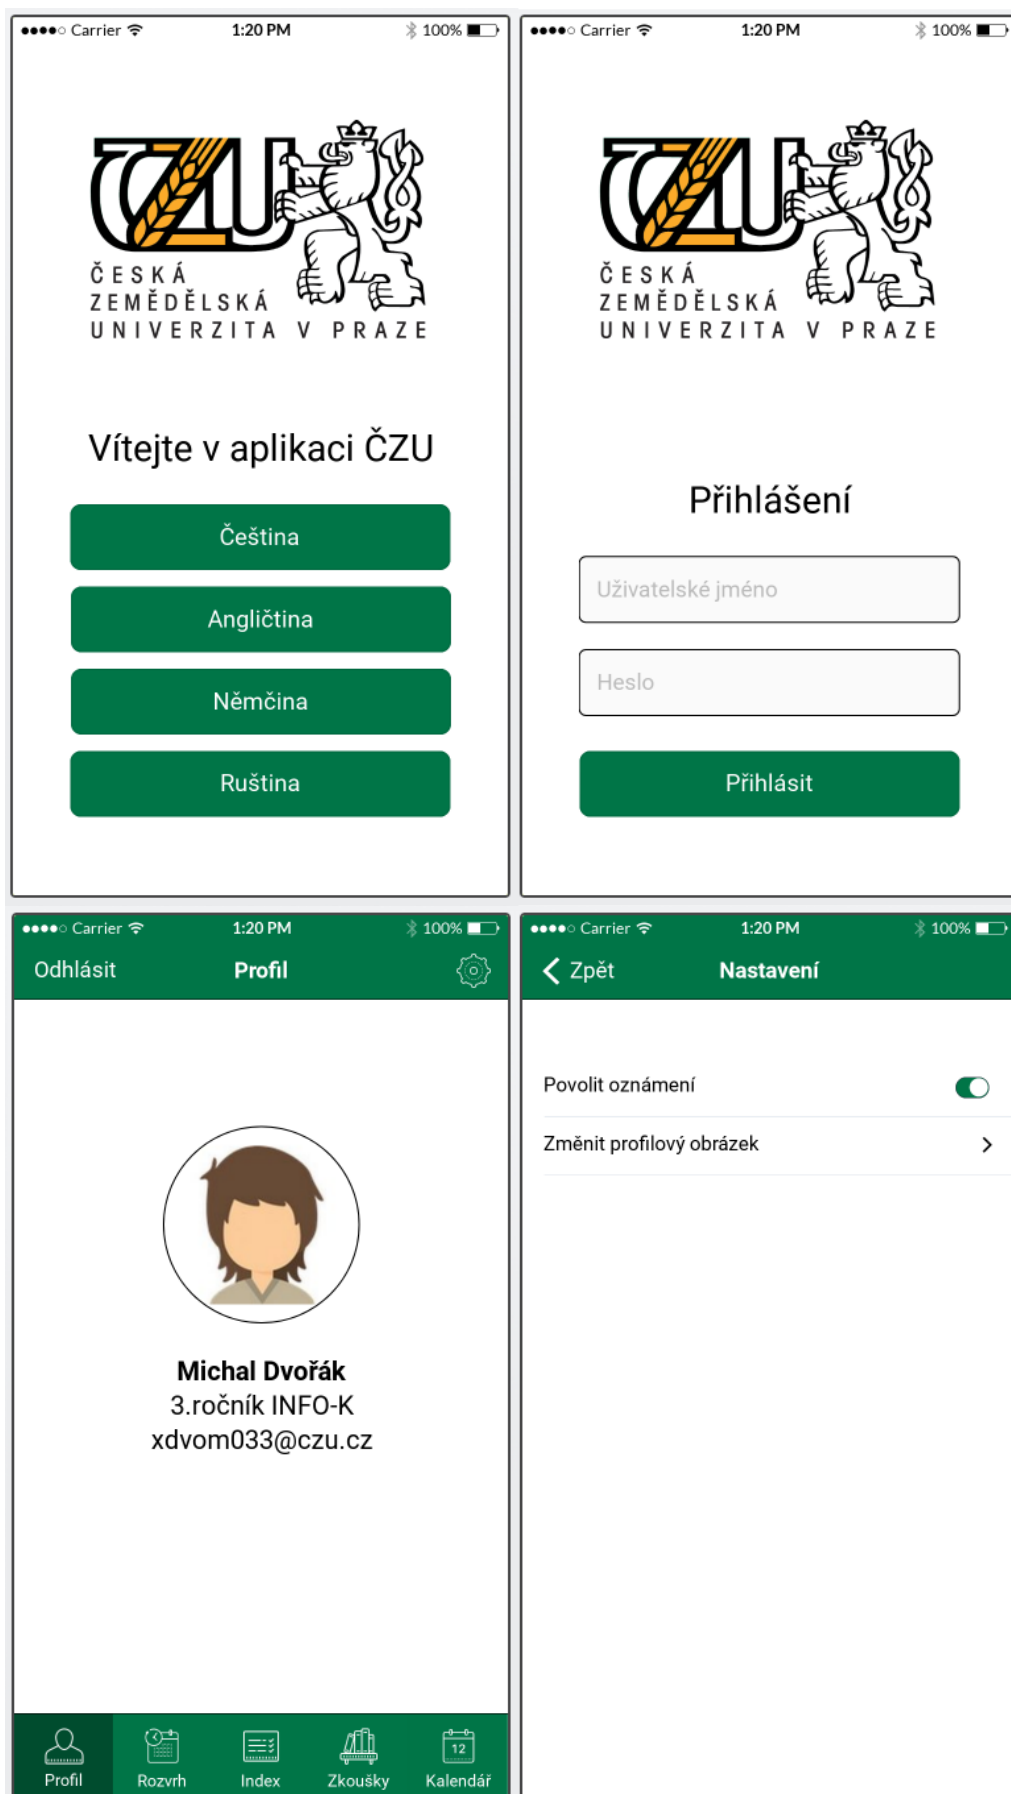 Carrier 1:20 PM 100%
ČZU
ČESKÁ
ZEMĚDĚLSKÁ
UNIVERZITA V PRAZE
Vítejte v aplikaci ČZU
Čeština
Angličtina
Němčina
Ruština
Carrier 1:20 PM 100%
ČZU
ČESKÁ
ZEMĚDĚLSKÁ
UNIVERZITA V PRAZE
Přihlášení
Uživatelské jméno
Heslo
Přihlásit
Carrier 1:20 PM 100%
Odhlásit Profil
Michal Dvořák
3.ročník INFO-K
xdvom033@czu.cz
12
Profil Rozvrh Index Zkoušky Kalendář
Carrier 1:20 PM 100%
Zpět Nastavení
Povolit oznámení
Změnit profilový obrázek